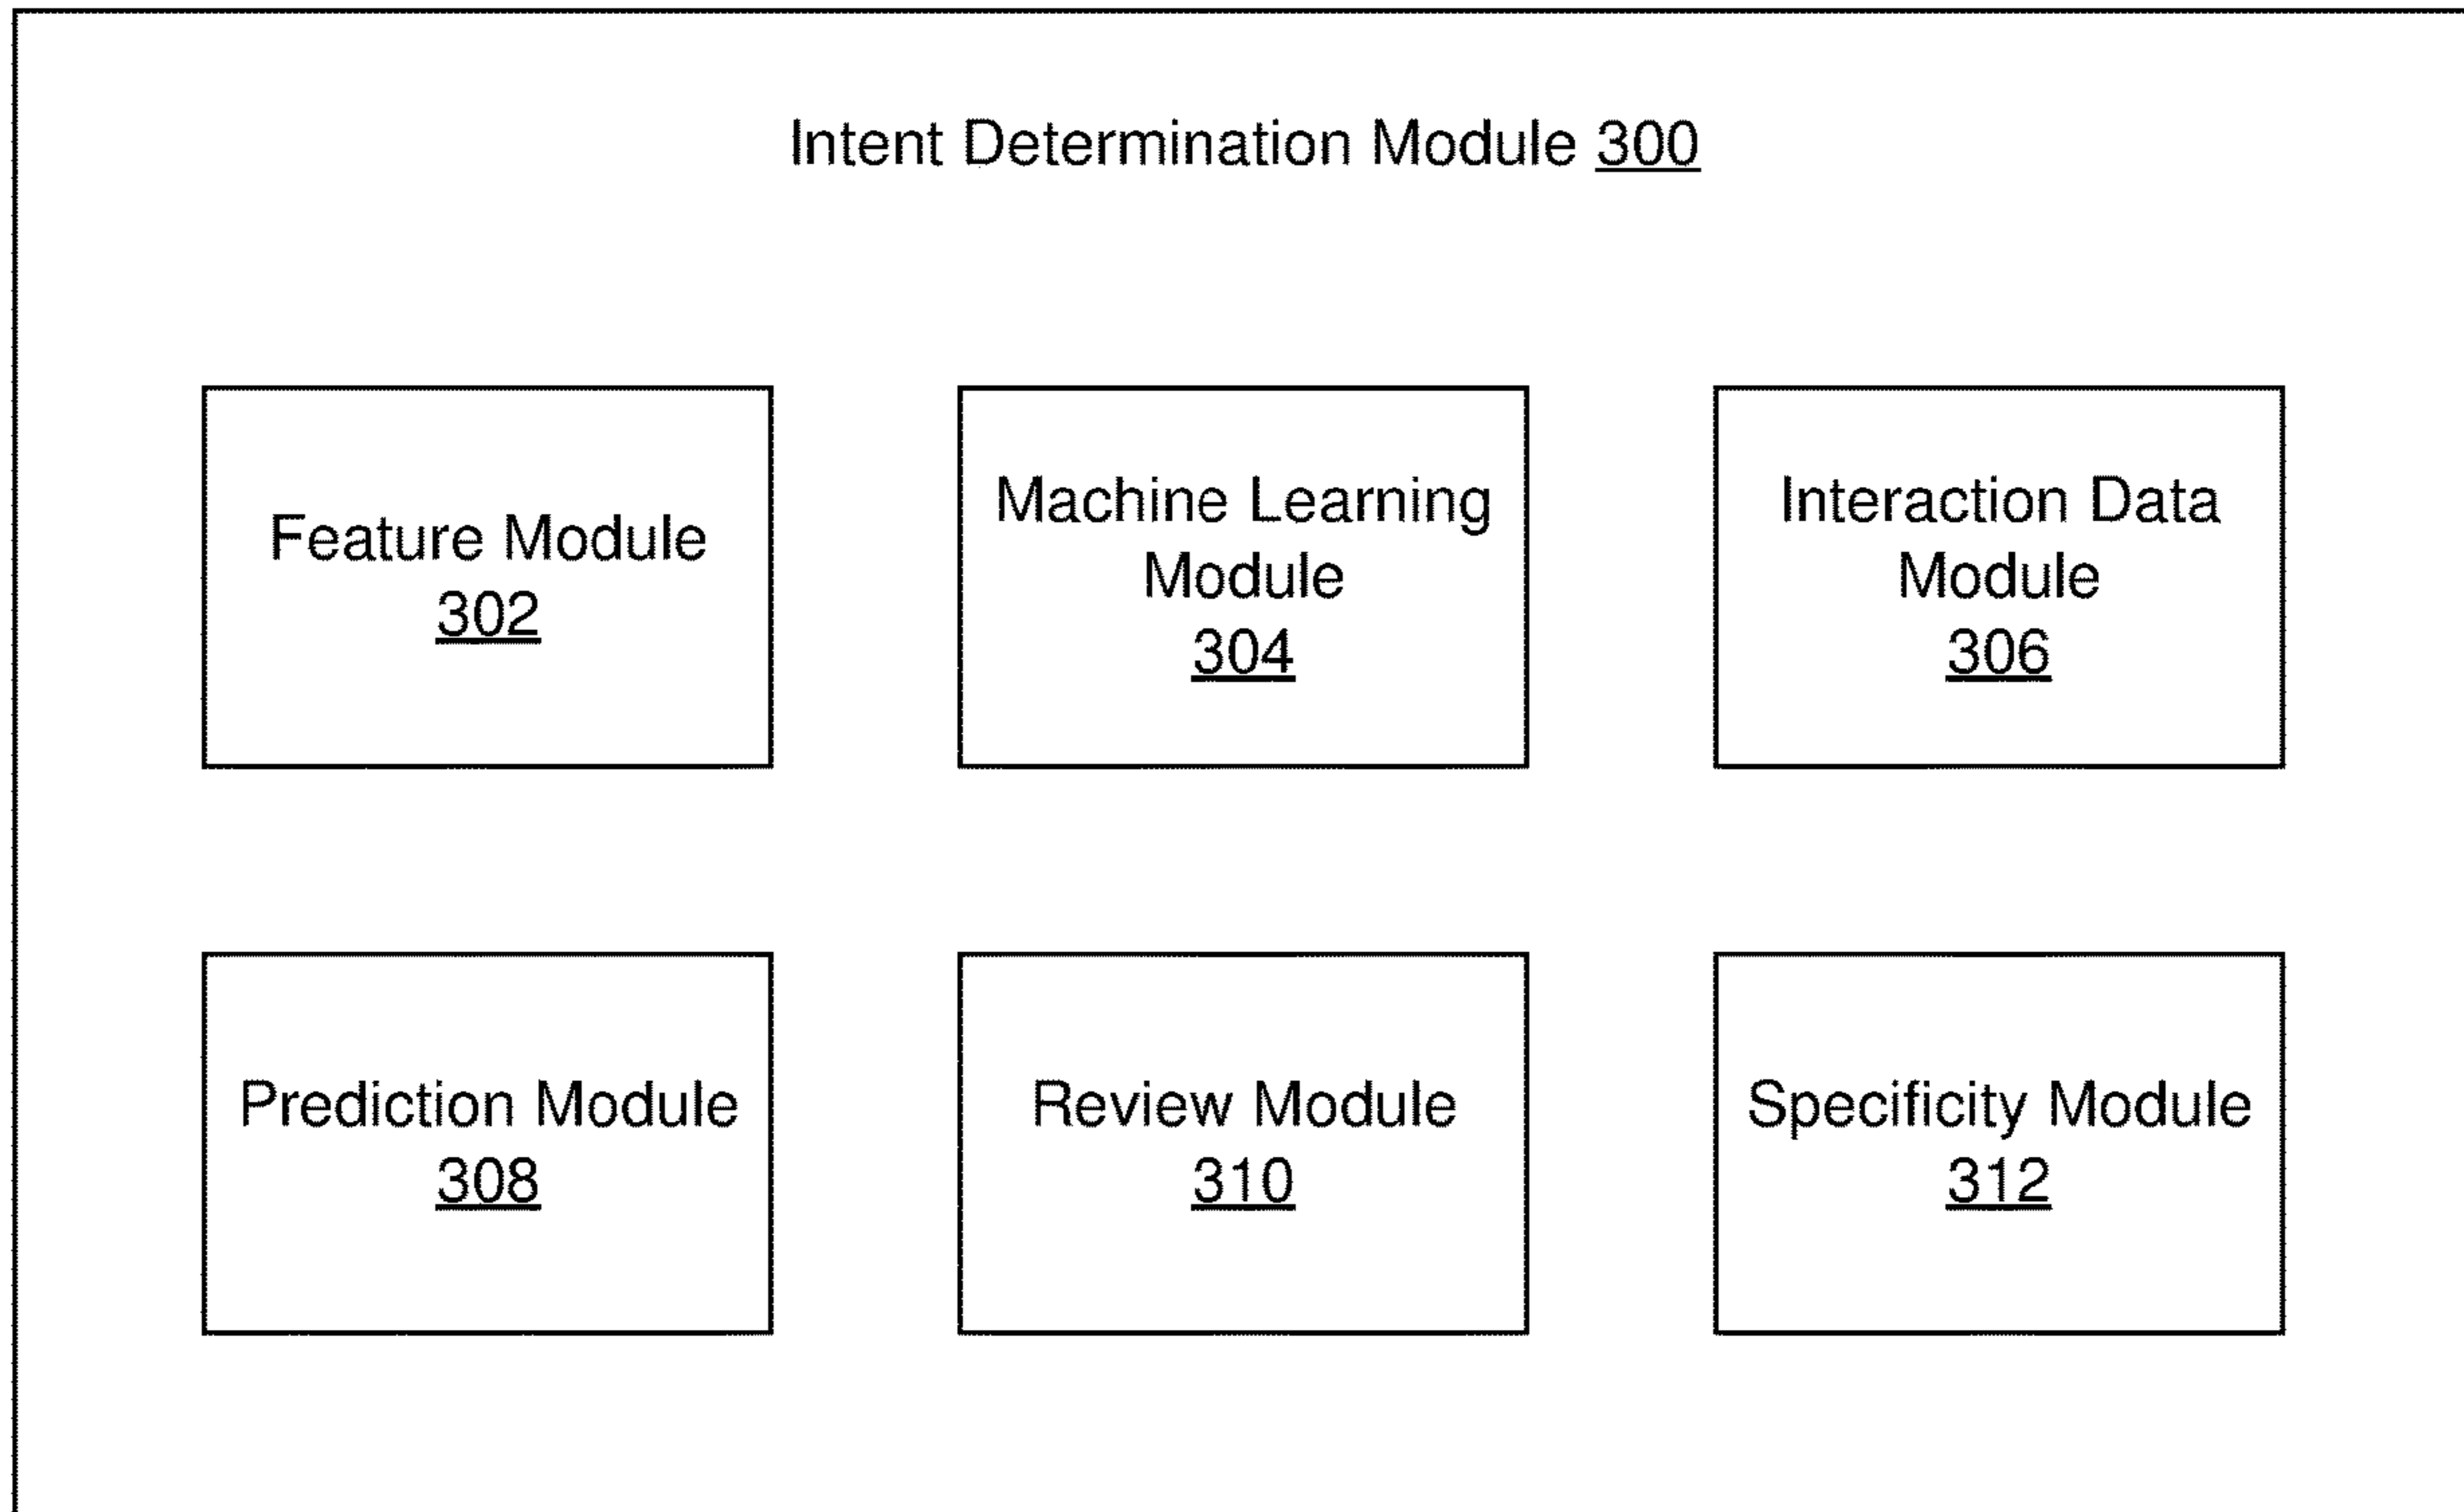 Intent Determination Module 300
Feature Module
302
Machine Learning
Module
304
Interaction Data
Module
306
Prediction Module
308
Review Module
310
Specificity Module
312